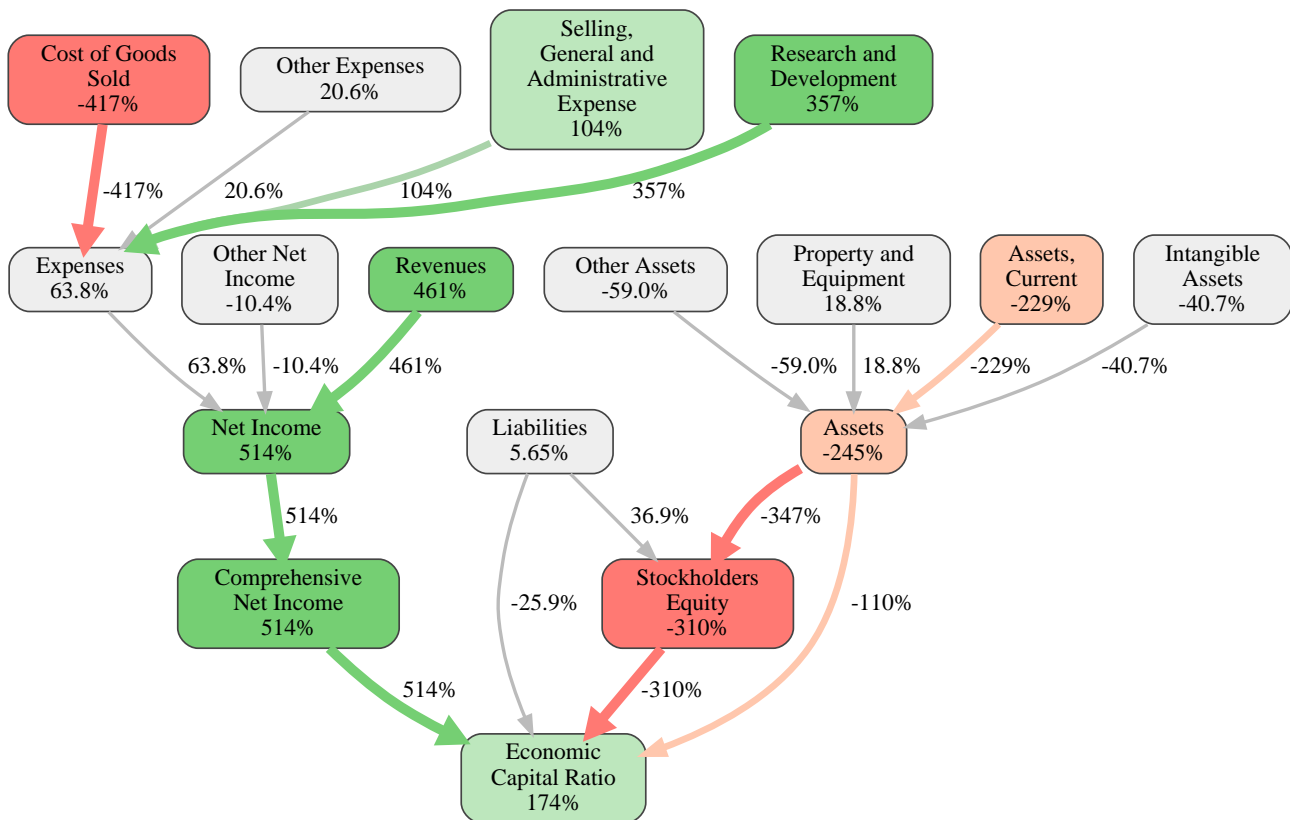 Cost of Goods
Sold
-417%
Other Expenses
20.6%
Selling,
General and
Administrative
Expense
104%
Research and
Development
357%
-417%
20.6%
104%
357%
Expenses
63.8%
Other Net
Income
-10.4%
Revenues
461%
Other Assets
-59.0%
Property and
Equipment
18.8%
Assets,
Current
-229%
Intangible
Assets
-40.7%
63.8%
-10.4%
461%
-59.0%
18.8%
-229%
-40.7%
Net Income
514%
Liabilities
5.65%
Assets
-245%
514%
36.9%
-347%
Comprehensive
Net Income
514%
-25.9%
Stockholders
Equity
-310%
-110%
514%
-310%
Economic
Capital Ratio
174%